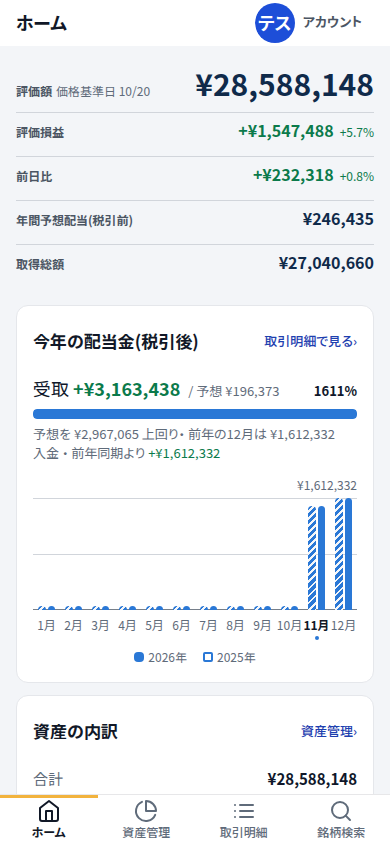 ホーム
テス アカウント
評価額 価格基準日 10/20 ¥28,588,148
評価損益 +¥1,547,488 +5.7%
前日比 +¥232,318 +0.8%
年間予想配当(税引前) ¥246,435
取得総額 ¥27,040,660
今年の配当金(税引後) 取引明細で見る›
受取 +¥3,163,438 / 予想 ¥196,373 1611%
予想を ¥2,967,065 上回り・前年の12月は ¥1,612,332
入金・前年同期より +¥1,612,332
¥1,612,332
1月 2月 3月 4月 5月 6月 7月 8月 9月 10月 11月 12月
2026年 2025年
資産の内訳 資産管理›
合計 ¥28,588,148
ホーム 資産管理 取引明細 銘柄検索